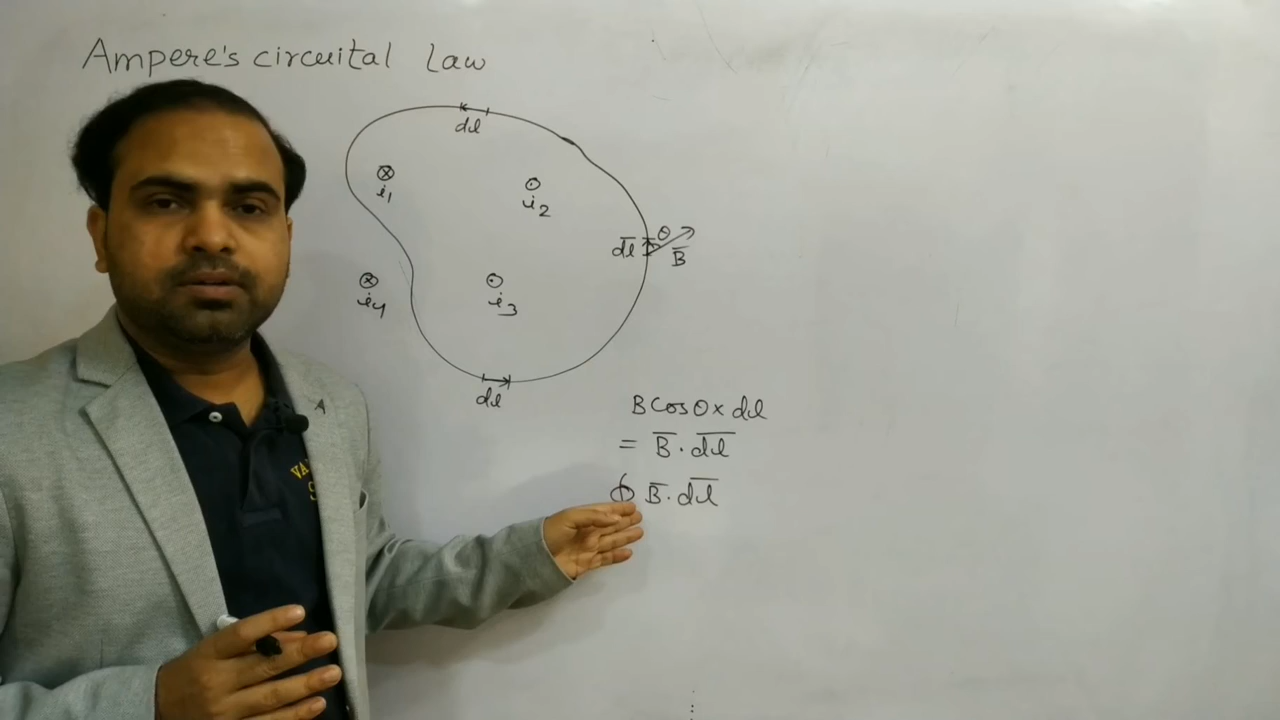 Ampere's circuital Law
dl
i1
i2
dl θ
B
i4
i3
dl
B cos θ × dl
= B . dl
∮ B . dl
A